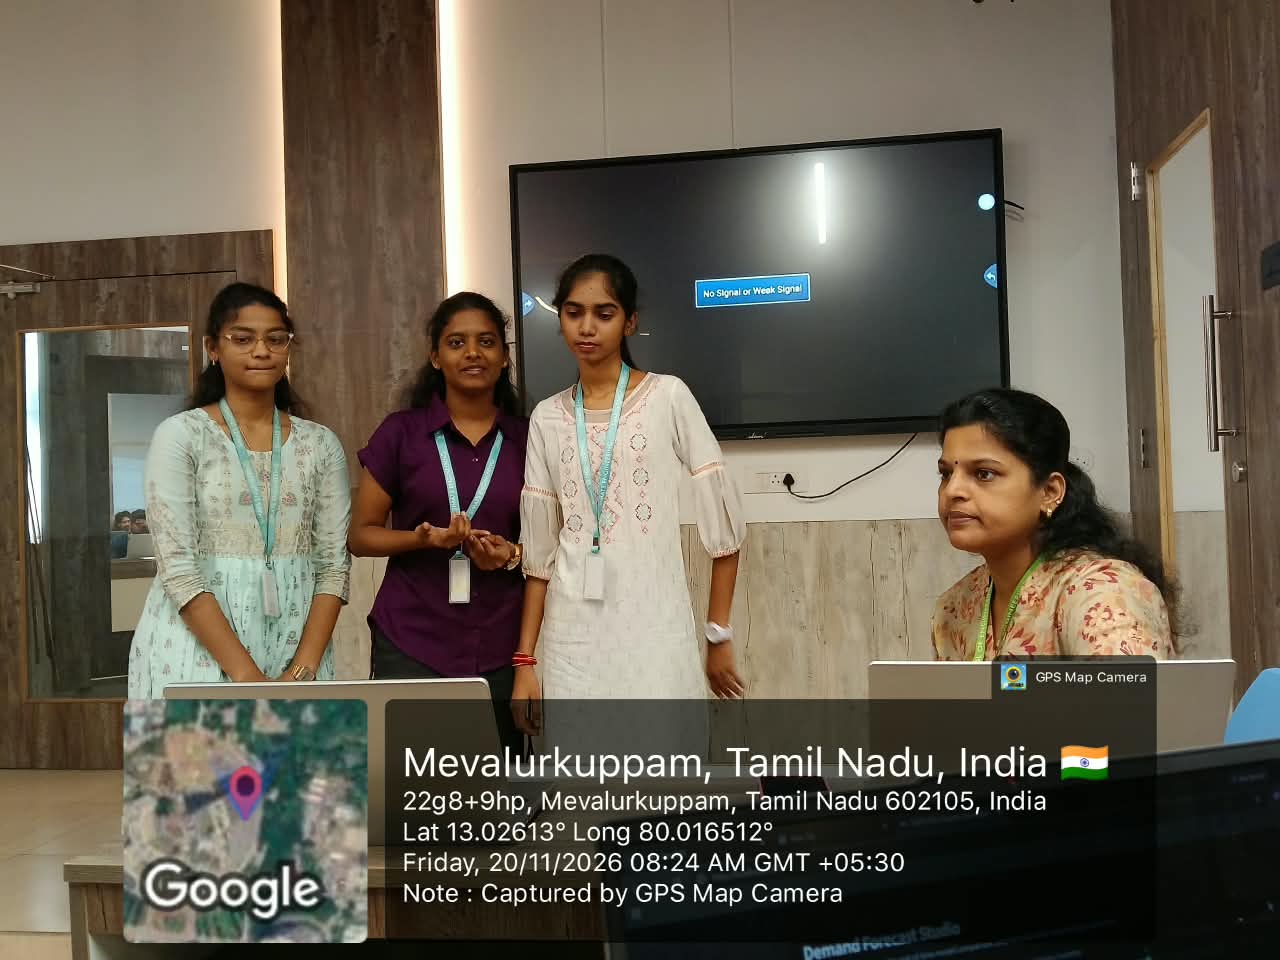 No Signal or Weak Signal
GPS Map Camera
Mevalurkuppam, Tamil Nadu, India
22g8+9hp, Mevalurkuppam, Tamil Nadu 602105, India
Lat 13.02613° Long 80.016512°
Friday, 20/11/2026 08:24 AM GMT +05:30
Note : Captured by GPS Map Camera
Google
Demand Forecast Studio